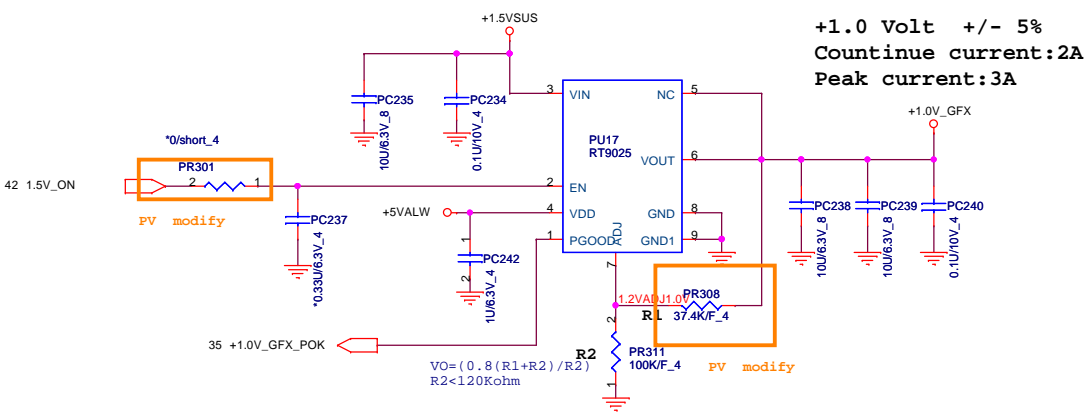 +1.5VSUS
+1.0 Volt +/- 5%
Countinue current:2A
Peak current:3A
PC235
10U/6.3V_8
PC234
0.1U/10V_4
3
VIN
NC
5
+1.0V_GFX
*0/short_4
PR301
2
1
PU17
RT9025
VOUT
6
42 1.5V_ON
2
EN
PV modify
PC237
*0.33U/6.3V_4
+5VALW
4
VDD
GND
8
1
PGOOD
ADJ
GND1
9
PC238
10U/6.3V_8
PC239
10U/6.3V_8
PC240
0.1U/10V_4
1
PC242
2
1U/6.3V_4
7
1.2VADJ1.0V
PR308
R1
37.4K/F_4
2
35 +1.0V_GFX_POK
R2
PR311
100K/F_4
1
PV modify
VO=(0.8(R1+R2)/R2)
R2<120Kohm